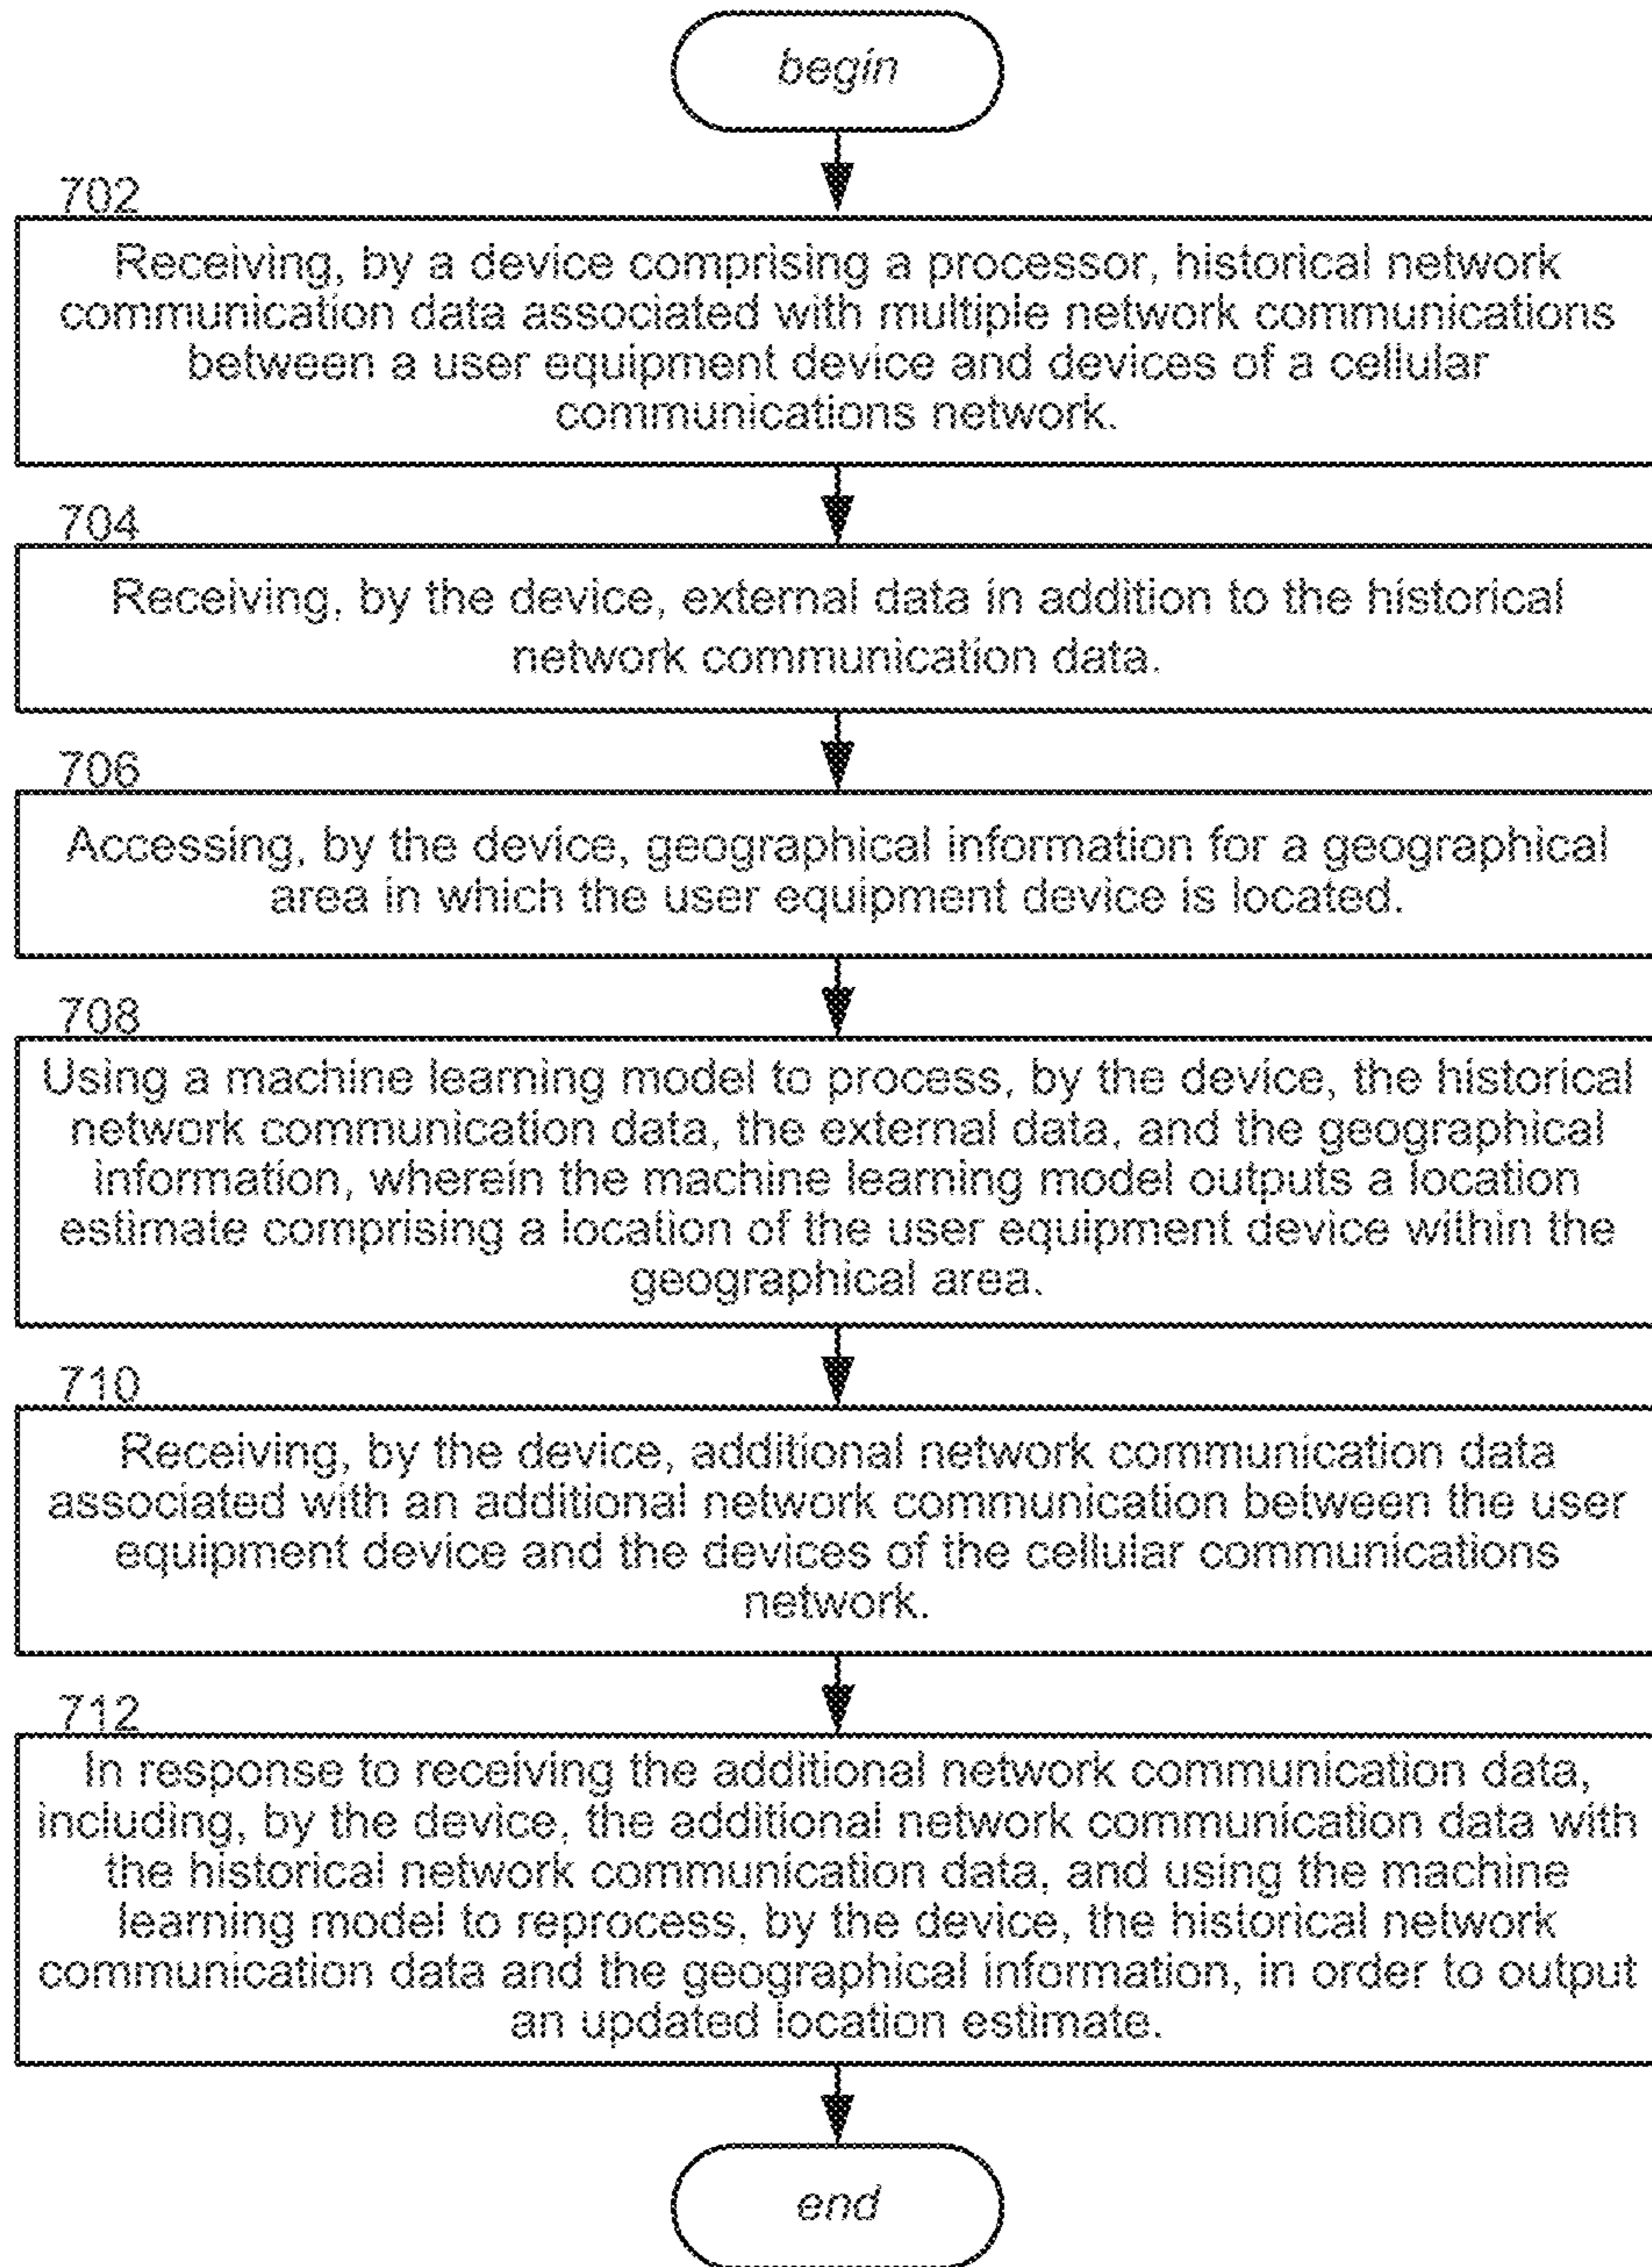 begin
702
Receiving, by a device comprising a processor, historical network
communication data associated with multiple network communications
between a user equipment device and devices of a cellular
communications network.
704
Receiving, by the device, external data in addition to the historical
network communication data.
706
Accessing, by the device, geographical information for a geographical
area in which the user equipment device is located.
708
Using a machine learning model to process, by the device, the historical
network communication data, the external data, and the geographical
information, wherein the machine learning model outputs a location
estimate comprising a location of the user equipment device within the
geographical area.
710
Receiving, by the device, additional network communication data
associated with an additional network communication between the user
equipment device and the devices of the cellular communications
network.
712
In response to receiving the additional network communication data,
including, by the device, the additional network communication data with
the historical network communication data, and using the machine
learning model to reprocess, by the device, the historical network
communication data and the geographical information, in order to output
an updated location estimate.
end